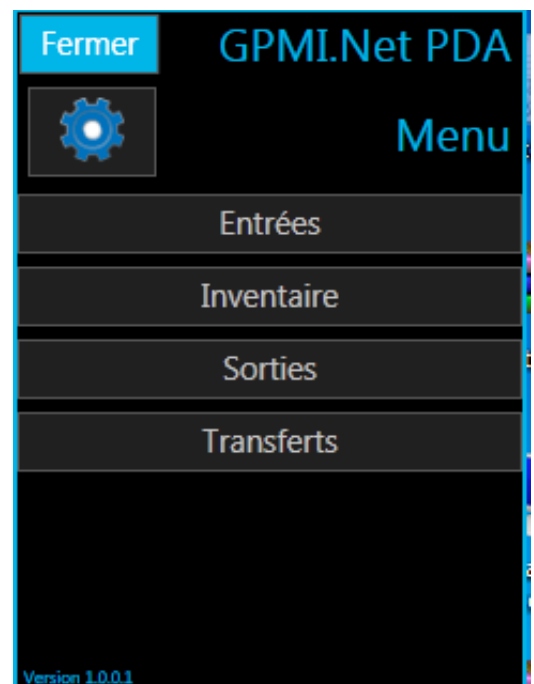 Fermer
GPMI.Net PDA
Menu
Entrées
Inventaire
Sorties
Transferts
Version 1.0.0.1